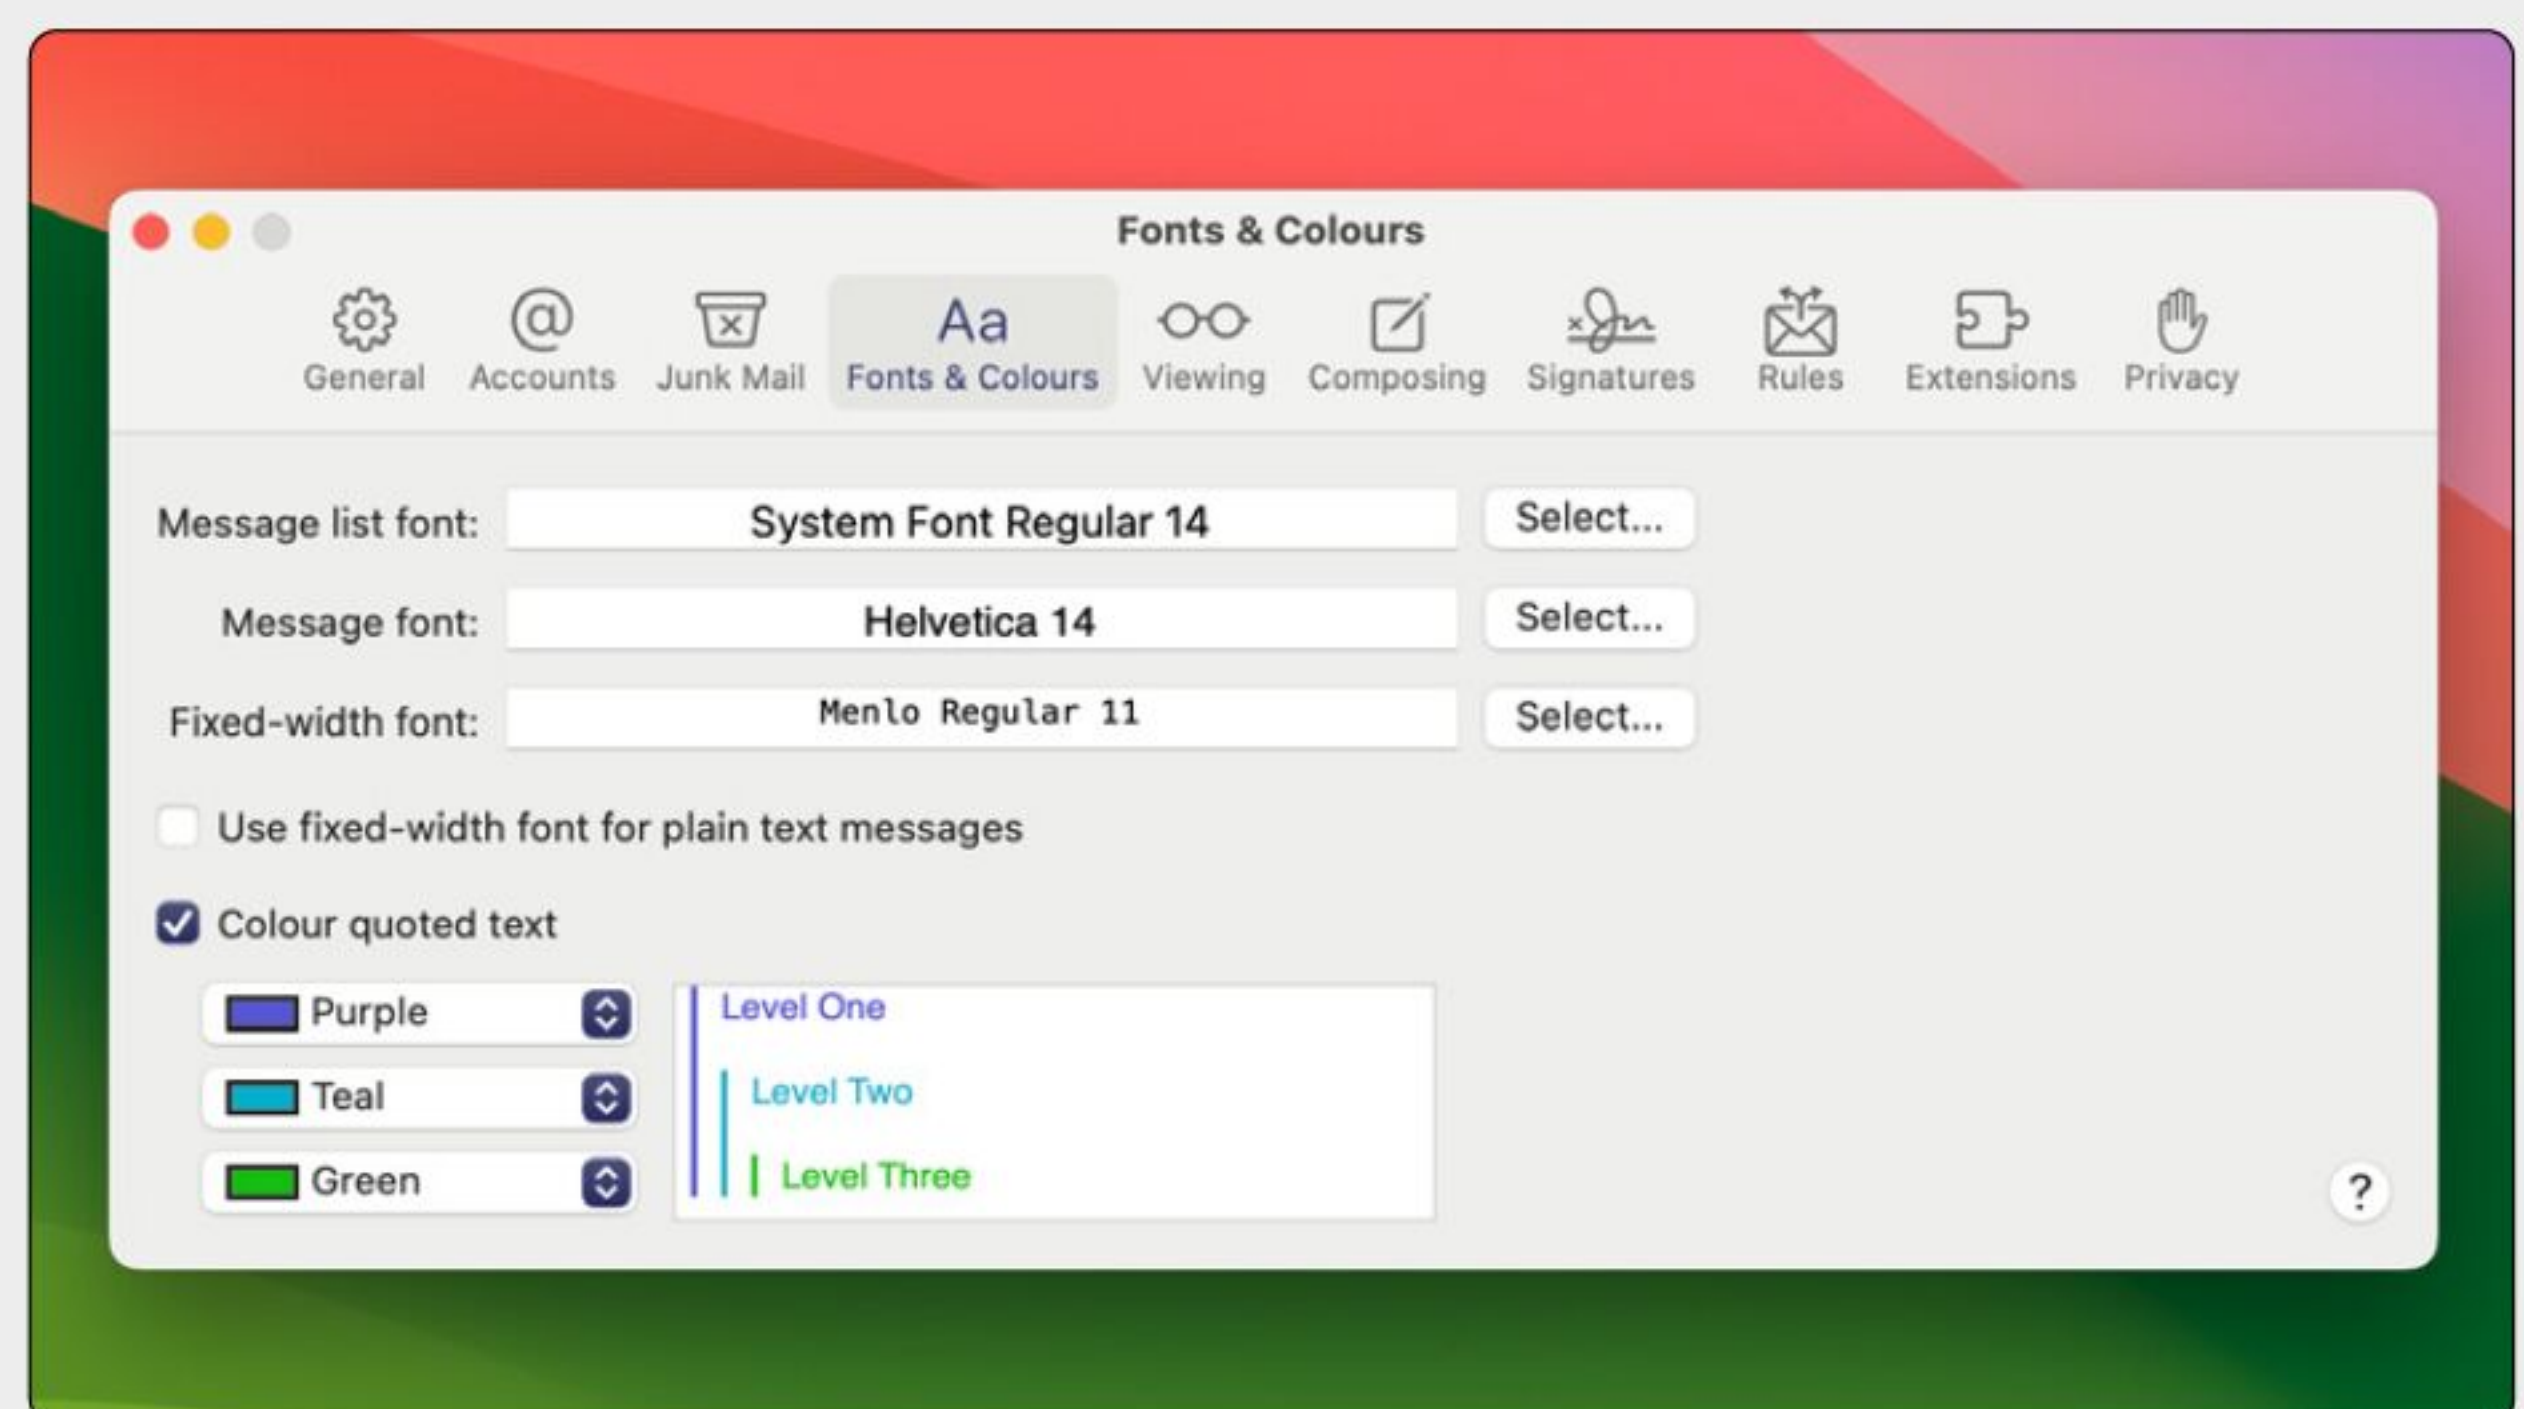 Fonts & Colours
General Accounts Junk Mail Aa Fonts & Colours Viewing Composing Signatures Rules Extensions Privacy
Message list font: System Font Regular 14 Select...
Message font: Helvetica 14 Select...
Fixed-width font: Menlo Regular 11 Select...
Use fixed-width font for plain text messages
Colour quoted text
Purple Level One
Teal Level Two
Green Level Three
?